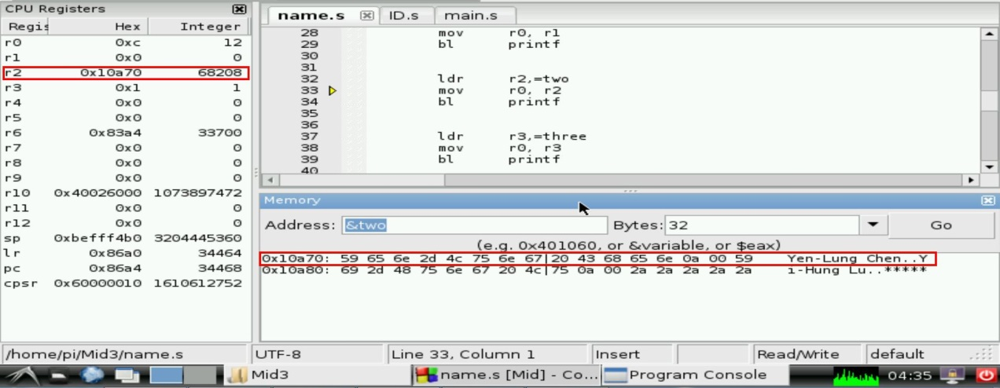 CPU Registers
Regis Hex Integer
r0 0xc 12
r1 0x0 0
r2 0x10a70 68208
r3 0x1 1
r4 0x0 0
r5 0x0 0
r6 0x83a4 33700
r7 0x0 0
r8 0x0 0
r9 0x0 0
r10 0x40026000 1073897472
r11 0x0 0
r12 0x0 0
sp 0xbefff4b0 3204445360
lr 0x86a0 34464
pc 0x86a4 34468
cpsr 0x60000010 1610612752
name.s ID.s main.s
28 mov r0, r1
29 bl printf
30
31
32 ldr r2,=two
33 mov r0, r2
34 bl printf
35
36
37 ldr r3,=three
38 mov r0, r3
39 bl printf
40
Memory
Address: &two Bytes: 32 Go
(e.g. 0x401060, or &variable, or $eax)
0x10a70: 59 65 6e 2d 4c 75 6e 67|20 43 68 65 6e 0a 00 59 Yen-Lung Chen..Y
0x10a80: 69 2d 48 75 6e 67 20 4c|75 0a 00 2a 2a 2a 2a 2a i-Hung Lu..*****
/home/pi/Mid3/name.s UTF-8 Line 33, Column 1 Insert Read/Write default
Mid3 name.s [Mid] - Co... Program Console 04:35